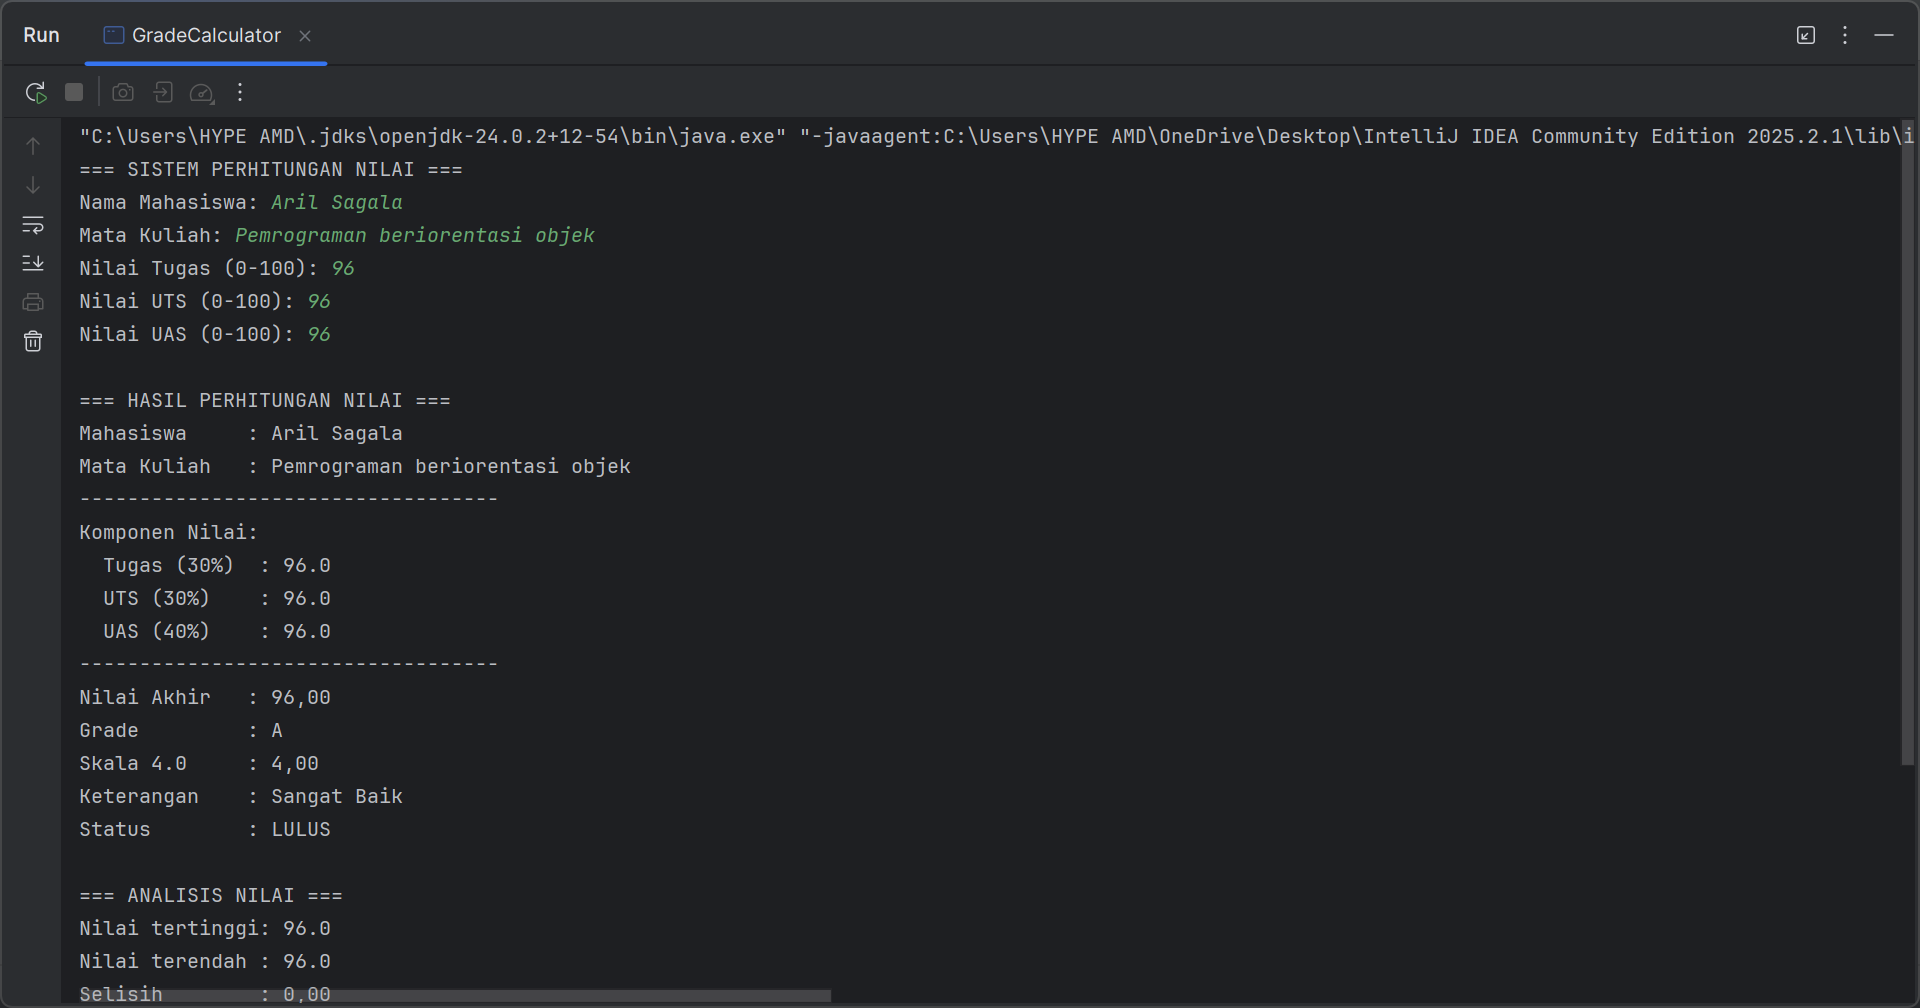 Run GradeCalculator
"C:\Users\HYPE AMD\.jdks\openjdk-24.0.2+12-54\bin\java.exe" "-javaagent:C:\Users\HYPE AMD\OneDrive\Desktop\IntelliJ IDEA Community Edition 2025.2.1\lib\i
=== SISTEM PERHITUNGAN NILAI ===
Nama Mahasiswa: Aril Sagala
Mata Kuliah: Pemrograman beriorentasi objek
Nilai Tugas (0-100): 96
Nilai UTS (0-100): 96
Nilai UAS (0-100): 96
=== HASIL PERHITUNGAN NILAI ===
Mahasiswa     : Aril Sagala
Mata Kuliah   : Pemrograman beriorentasi objek
-----------------------------------
Komponen Nilai:
  Tugas (30%)  : 96.0
  UTS (30%)    : 96.0
  UAS (40%)    : 96.0
-----------------------------------
Nilai Akhir   : 96,00
Grade         : A
Skala 4.0     : 4,00
Keterangan    : Sangat Baik
Status        : LULUS
=== ANALISIS NILAI ===
Nilai tertinggi: 96.0
Nilai terendah : 96.0
Selisih        : 0,00